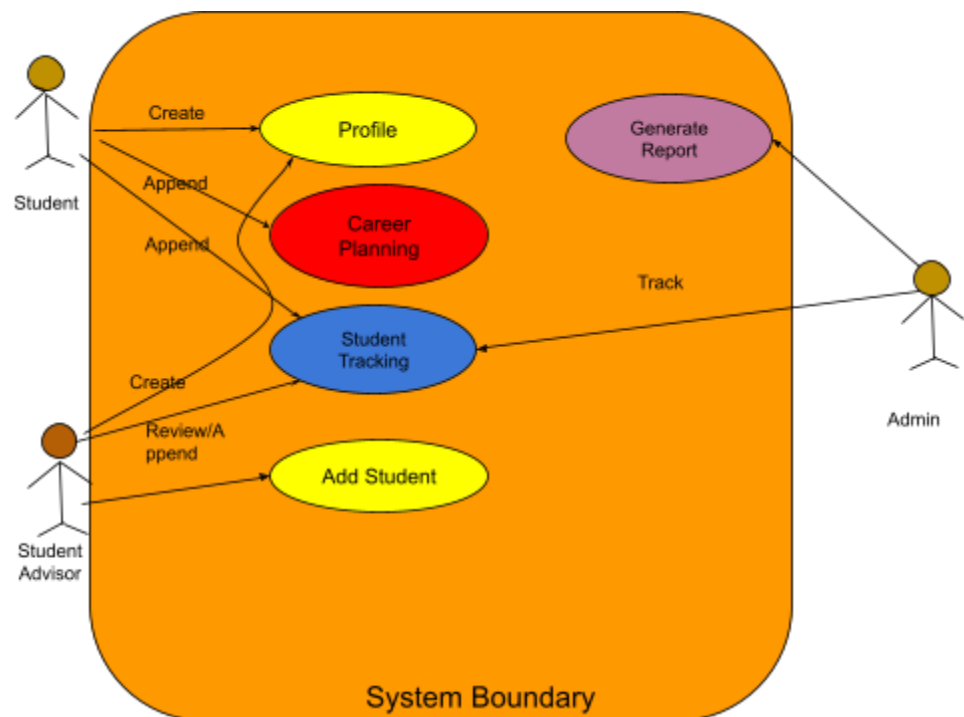 Create
Profile
Generate
Report
Student
Append
Career
Planning
Append
Track
Student
Tracking
Create
Admin
Review/A
ppend
Add Student
Student
Advisor
System Boundary